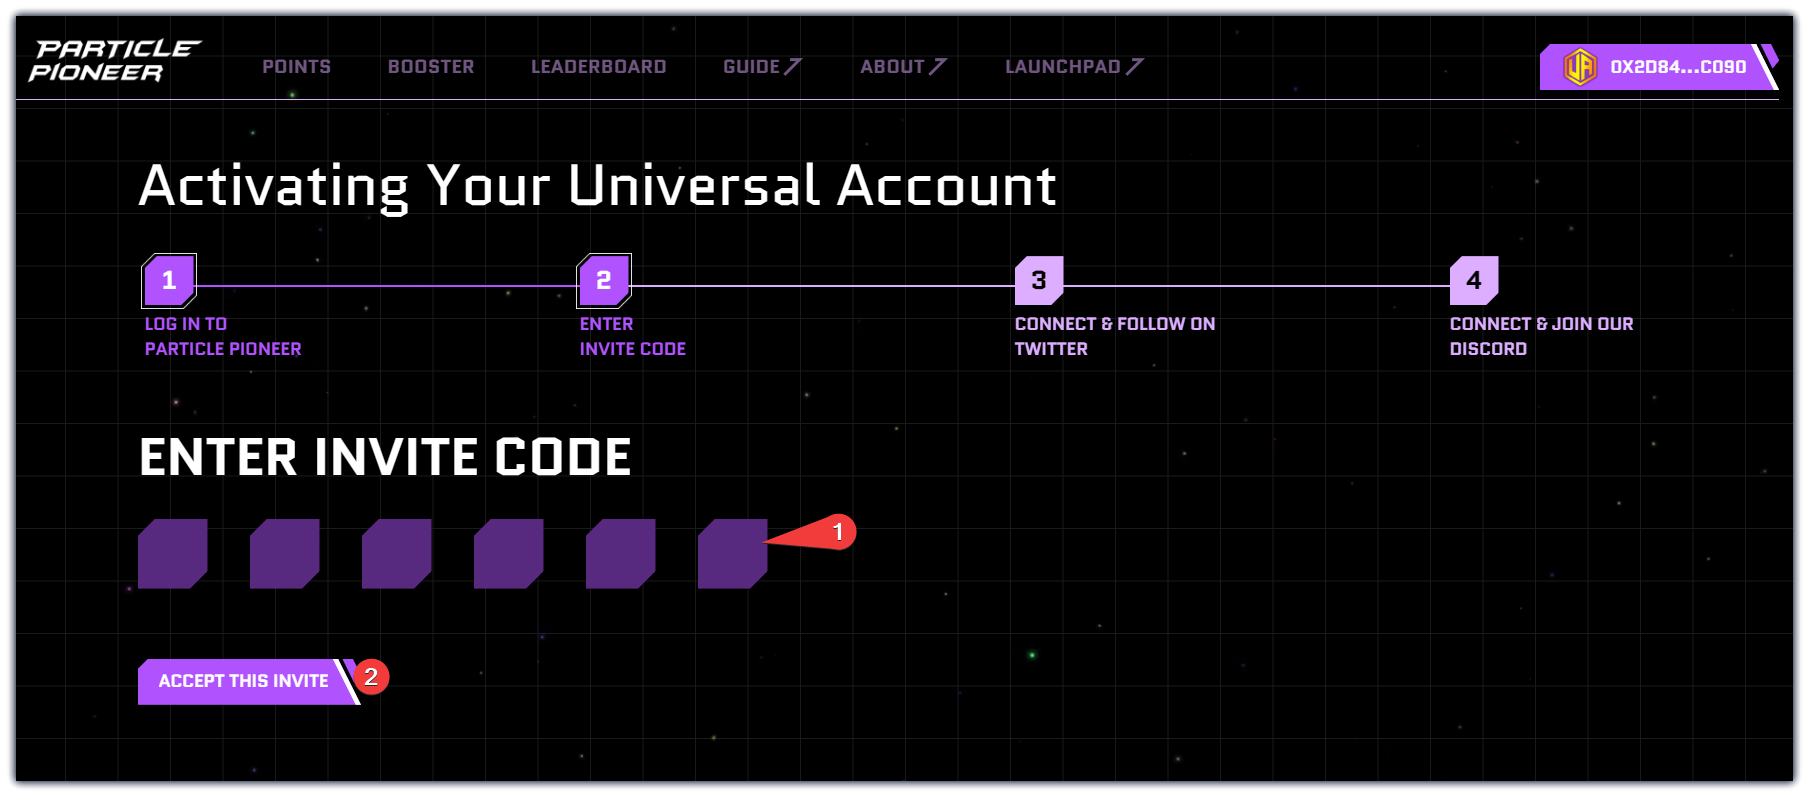 PARTICLE
PIONEER
POINTS
BOOSTER
LEADERBOARD
GUIDE
ABOUT
LAUNCHPAD
UA
0X2D84...C090
Activating Your Universal Account
1
2
3
4
LOG IN TO
PARTICLE PIONEER
ENTER
INVITE CODE
CONNECT & FOLLOW ON
TWITTER
CONNECT & JOIN OUR
DISCORD
ENTER INVITE CODE
1
ACCEPT THIS INVITE
2